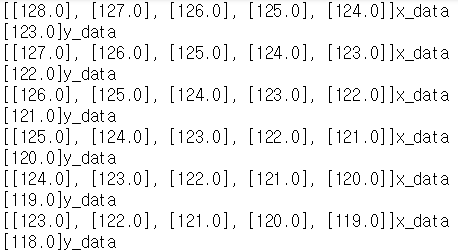 [[128.0], [127.0], [126.0], [125.0], [124.0]]x_data
[123.0]y_data
[[127.0], [126.0], [125.0], [124.0], [123.0]]x_data
[122.0]y_data
[[126.0], [125.0], [124.0], [123.0], [122.0]]x_data
[121.0]y_data
[[125.0], [124.0], [123.0], [122.0], [121.0]]x_data
[120.0]y_data
[[124.0], [123.0], [122.0], [121.0], [120.0]]x_data
[119.0]y_data
[[123.0], [122.0], [121.0], [120.0], [119.0]]x_data
[118.0]y_data